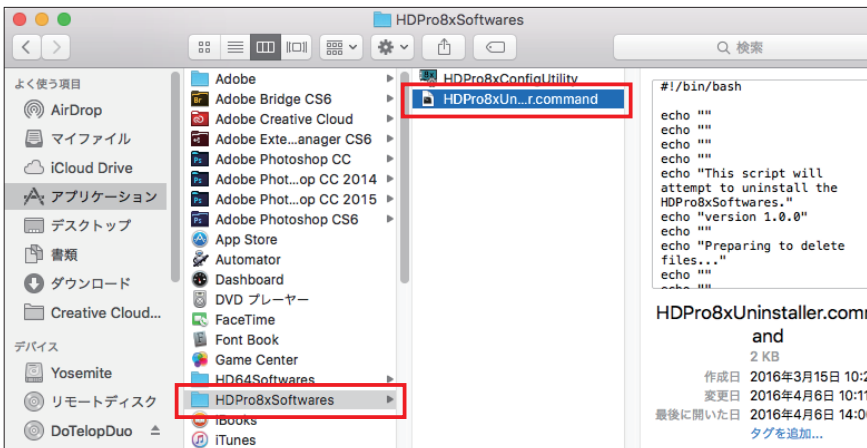 HDPro8xSoftwares
検索
よく使う項目
AirDrop
マイファイル
iCloud Drive
アプリケーション
デスクトップ
書類
ダウンロード
Creative Cloud...
デバイス
Yosemite
リモートディスク
DoTelopDuo
Adobe
Adobe Bridge CS6
Adobe Creative Cloud
Adobe Exte...anager CS6
Adobe Photoshop CC
Adobe Phot...op CC 2014
Adobe Phot...op CC 2015
Adobe Photoshop CS6
App Store
Automator
Dashboard
DVD プレーヤー
FaceTime
Font Book
Game Center
HD64Softwares
HDPro8xSoftwares
iBooks
iTunes
HDPro8xConfigUtility
HDPro8xUn...r.command
#!/bin/bash
echo ""
echo ""
echo ""
echo ""
echo "This script will
attempt to uninstall the
HDPro8xSoftwares."
echo "version 1.0.0"
echo ""
echo "Preparing to delete
files..."
echo ""
echo ""
HDPro8xUninstaller.comm
and
2 KB
作成日 2016年3月15日 10:2
変更日 2016年4月6日 10:11
最後に開いた日 2016年4月6日 14:0
タグを追加...